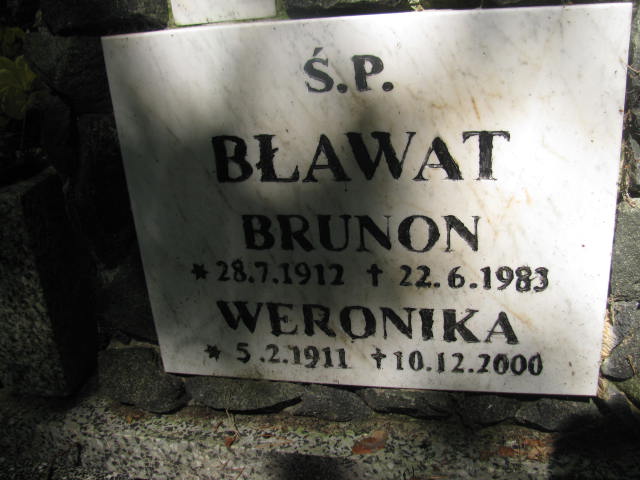 Ś.P.
BŁAWAT
BRUNON
* 28.7.1912 † 22.6.1983
WERONIKA
* 5.2.1911 † 10.12.2000